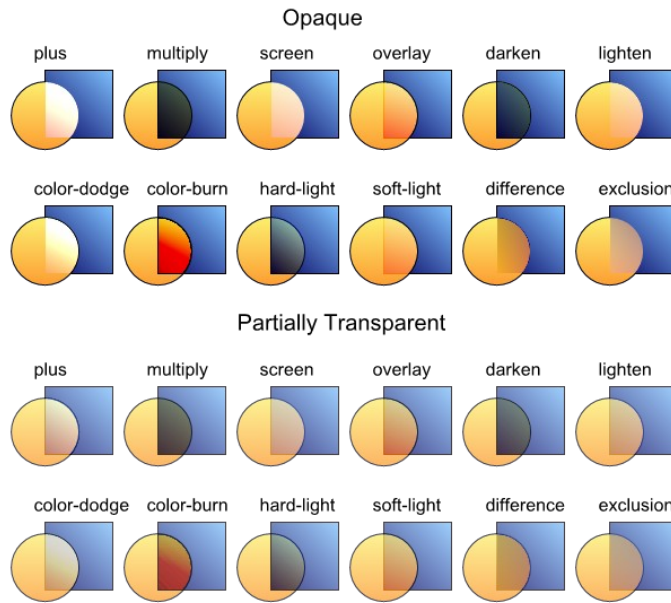 Opaque
plus multiply screen overlay darken lighten
color-dodge color-burn hard-light soft-light difference exclusion
Partially Transparent
plus multiply screen overlay darken lighten
color-dodge color-burn hard-light soft-light difference exclusion